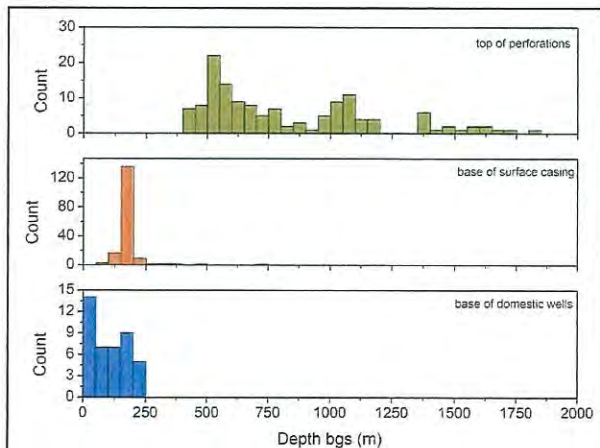 30
20
10
0
Count
top of perforations
120
80
40
0
Count
base of surface casing
15
12
9
6
3
0
Count
base of domestic wells
0 250 500 750 1000 1250 1500 1750 2000
Depth bgs (m)